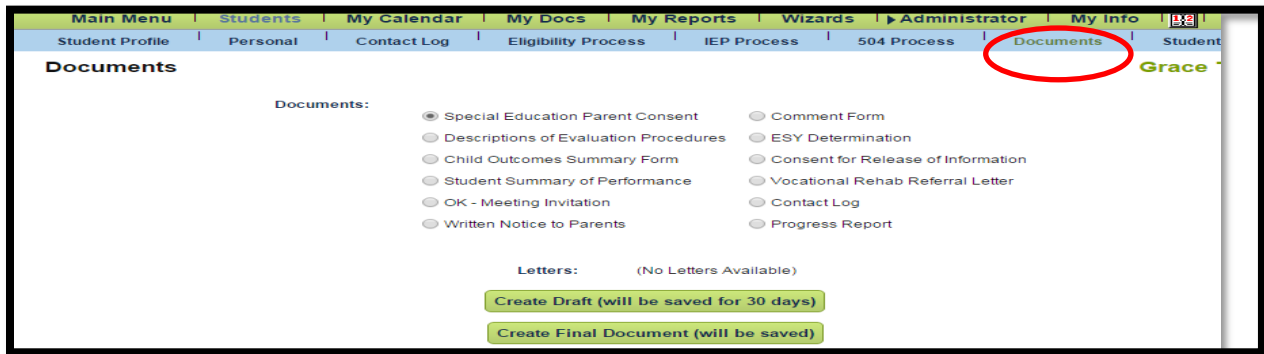 Main Menu | Students | My Calendar | My Docs | My Reports | Wizards | ▶Administrator | My Info
Student Profile | Personal | Contact Log | Eligibility Process | IEP Process | 504 Process | Documents | Student
Documents Grace
Documents:
Special Education Parent Consent Comment Form
Descriptions of Evaluation Procedures ESY Determination
Child Outcomes Summary Form Consent for Release of Information
Student Summary of Performance Vocational Rehab Referral Letter
OK - Meeting Invitation Contact Log
Written Notice to Parents Progress Report
Letters: (No Letters Available)
Create Draft (will be saved for 30 days)
Create Final Document (will be saved)